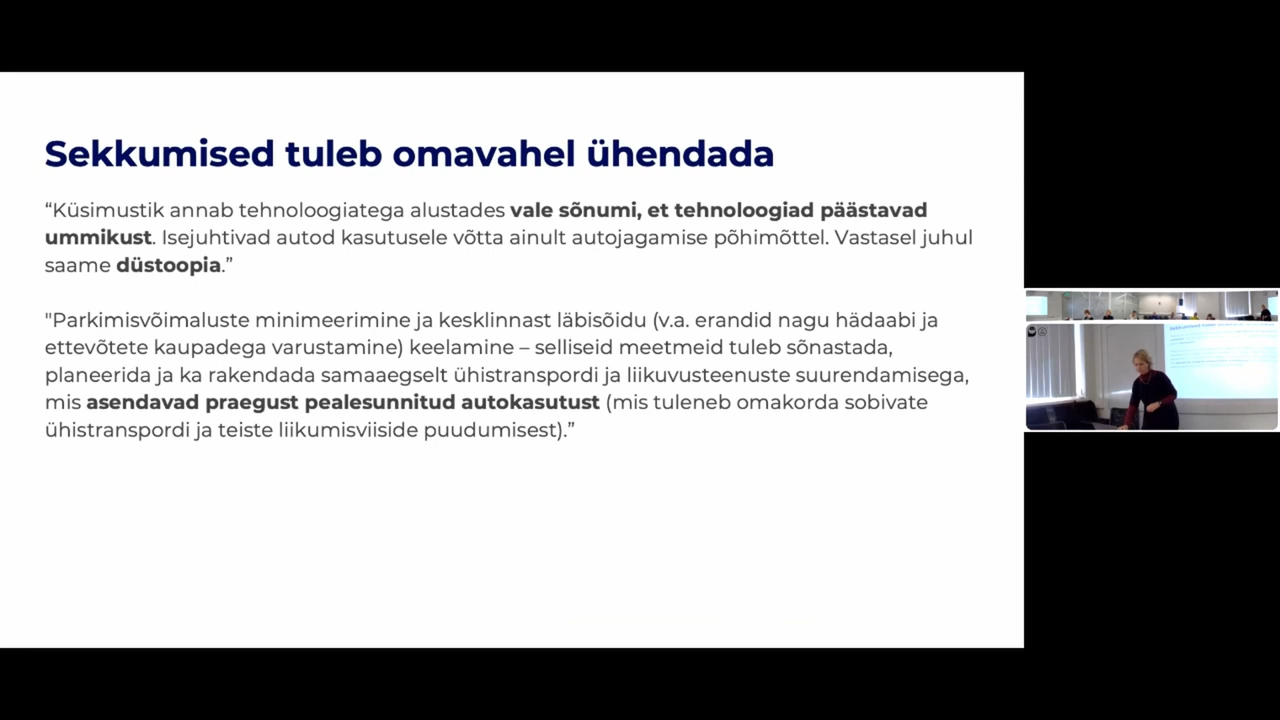 Sekkumised tuleb omavahel ühendada
“Küsimustik annab tehnoloogiatega alustades vale sõnumi, et tehnoloogiad päästavad
ummikust. Isejuhtivad autod kasutusele võtta ainult autojagamise põhimõttel. Vastasel juhul
saame düstoopia.”
"Parkimisvõimaluste minimeerimine ja kesklinnast läbisõidu (v.a. erandid nagu hädaabi ja
ettevõtete kaupadega varustamine) keelamine – selliseid meetmeid tuleb sõnastada,
planeerida ja ka rakendada samaaegselt ühistranspordi ja liikuvusteenuste suurendamisega,
mis asendavad praegust pealesunnitud autokasutust (mis tuleneb omakorda sobivate
ühistranspordi ja teiste liikumisviiside puudumisest).”